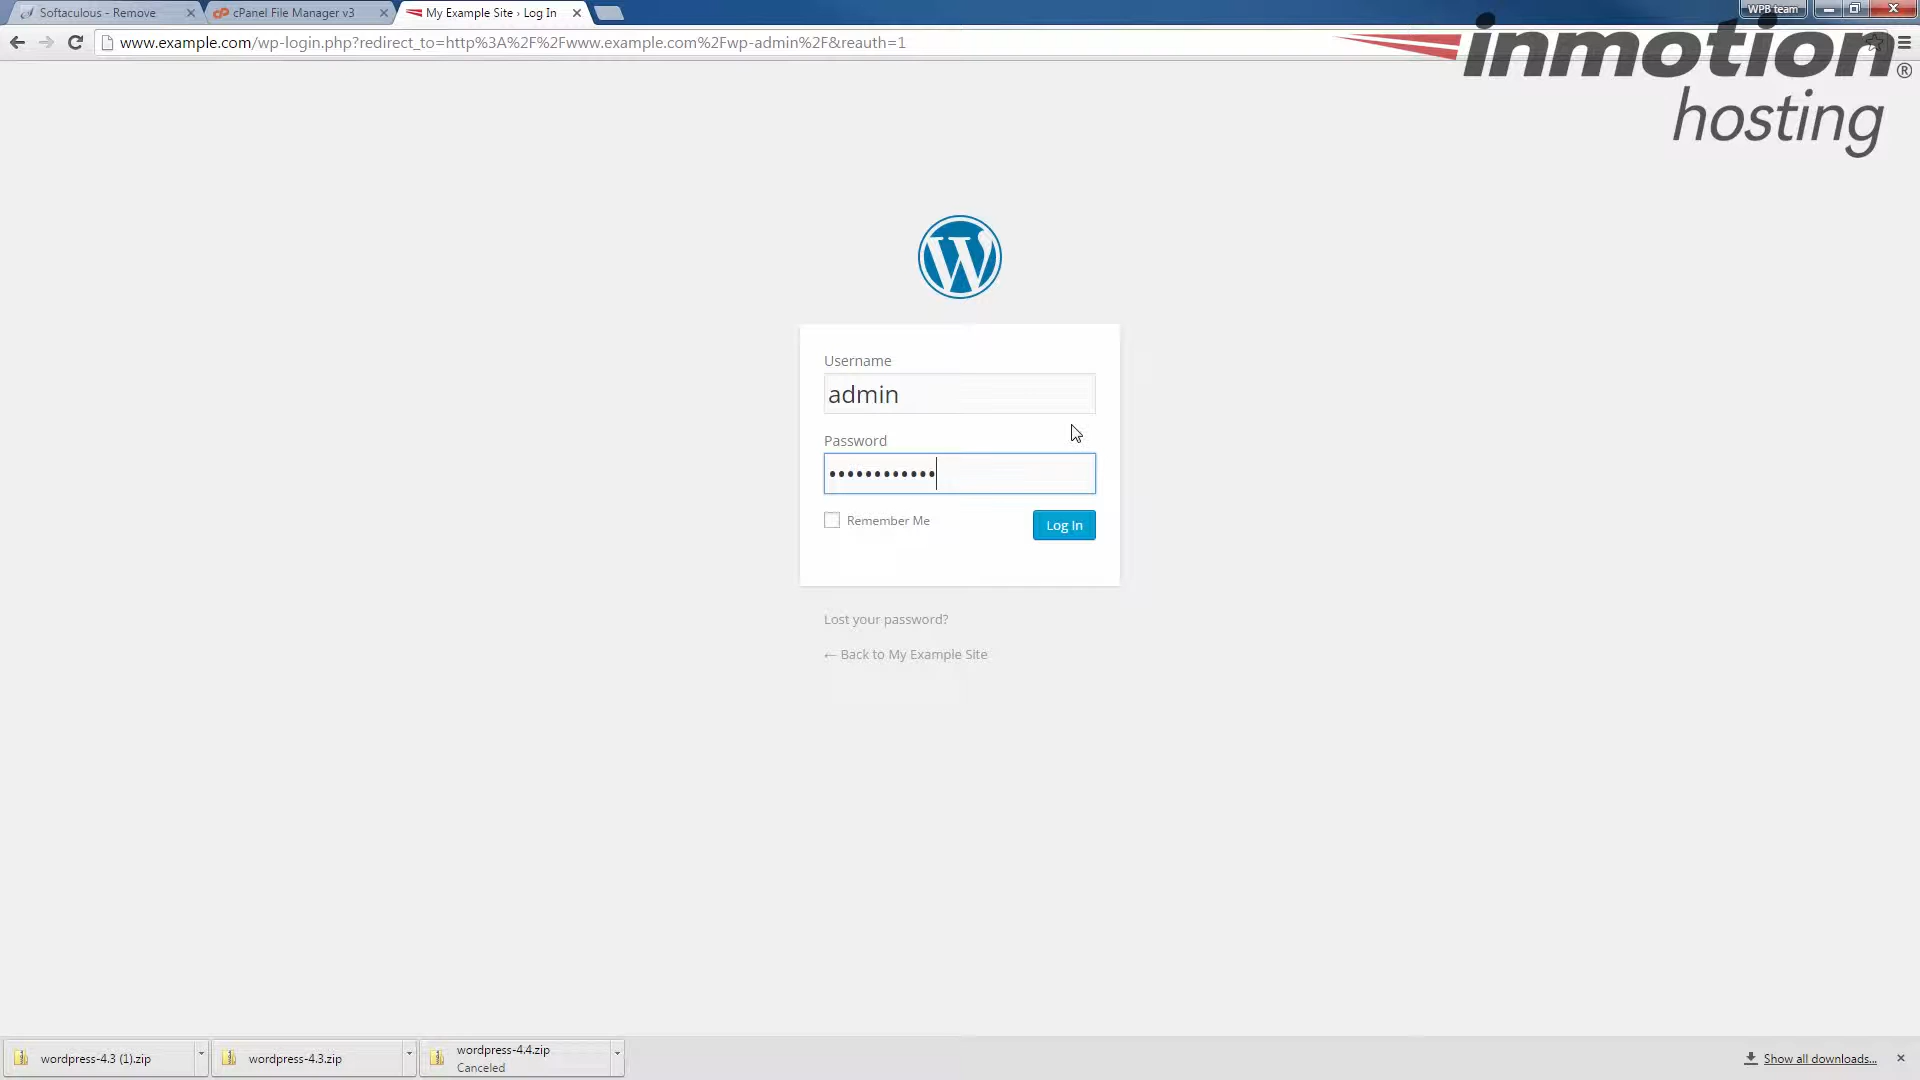 Softaculous - Remove
cPanel File Manager v3
My Example Site › Log In
WPB team
www.example.com/wp-login.php?redirect_to=http%3A%2F%2Fwww.example.com%2Fwp-admin%2F&reauth=1
inmotion®
hosting
Username
admin
Password
Remember Me
Log In
Lost your password?
← Back to My Example Site
wordpress-4.3 (1).zip
wordpress-4.3.zip
wordpress-4.4.zip
Canceled
Show all downloads...